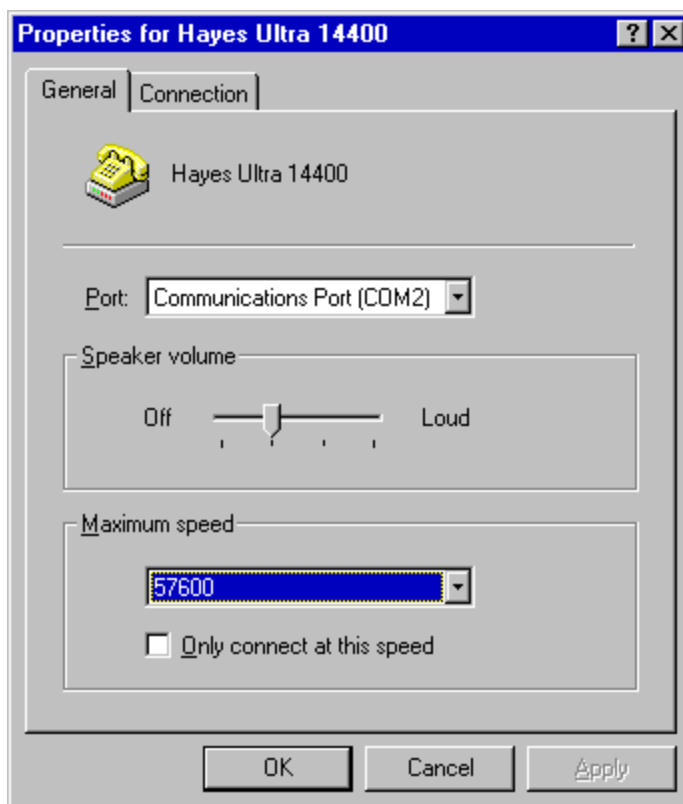 Properties for Hayes Ultra 14400
General Connection
Hayes Ultra 14400
Port: Communications Port (COM2)
Speaker volume
Off Loud
Maximum speed
57600
Only connect at this speed
OK Cancel Apply